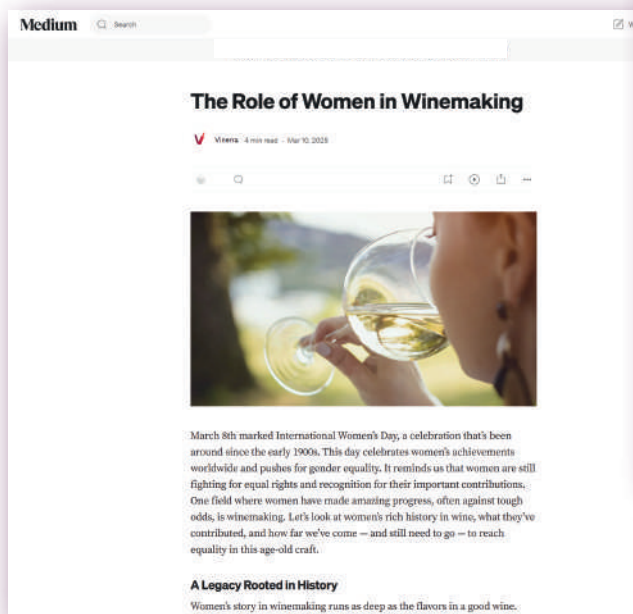 Medium
Search
The Role of Women in Winemaking
4 min read - Mar 10, 2025
March 8th marked International Women's Day, a celebration that's been
around since the early 1900s. This day celebrates women's achievements
worldwide and pushes for gender equality. It reminds us that women are still
fighting for equal rights and recognition for their important contributions.
One field where women have made amazing progress, often against tough
odds, is winemaking. Let's look at women's rich history in wine, what they've
contributed, and how far we've come — and still need to go — to reach
equality in this age-old craft.
A Legacy Rooted in History
Women's story in winemaking runs as deep as the flavors in a good wine.